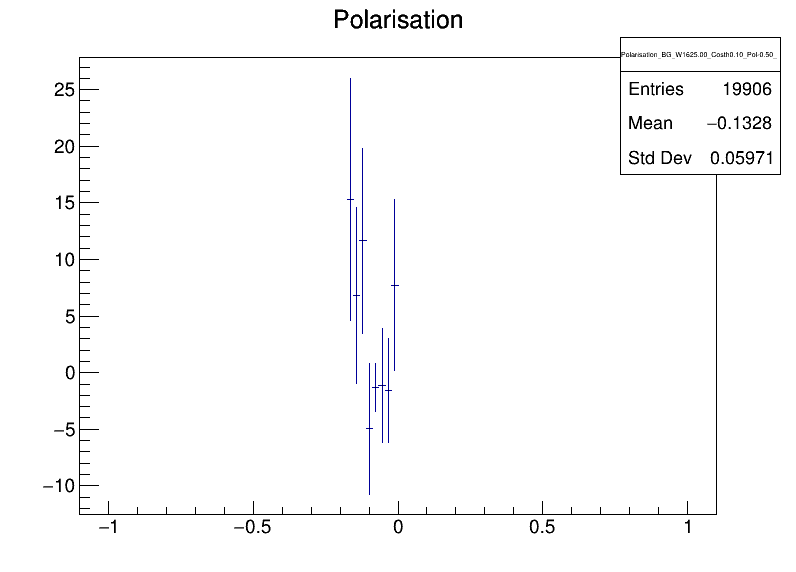 Polarisation
Polarisation_BG_W1625.00_Costh0.10_Pol-0.50_
Entries 19906
Mean −0.1328
Std Dev 0.05971
25
20
15
10
5
0
−5
−10
−1 −0.5 0 0.5 1